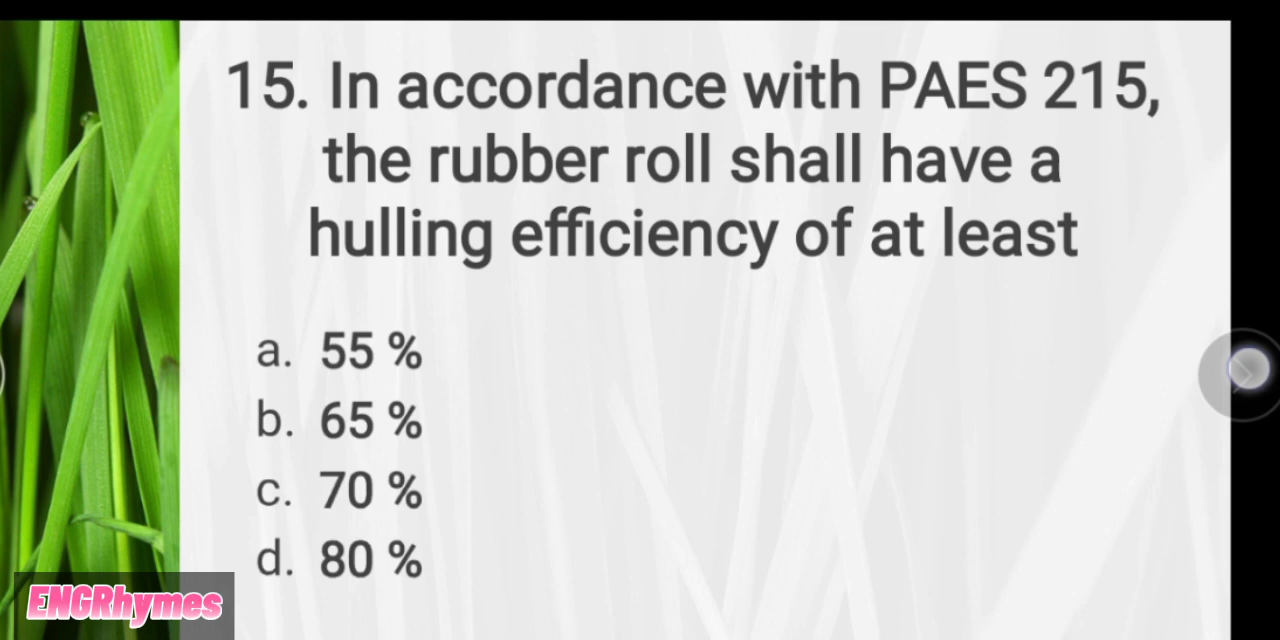 15. In accordance with PAES 215,
the rubber roll shall have a
hulling efficiency of at least
a. 55 %
b. 65 %
c. 70 %
d. 80 %
ENGRhymes